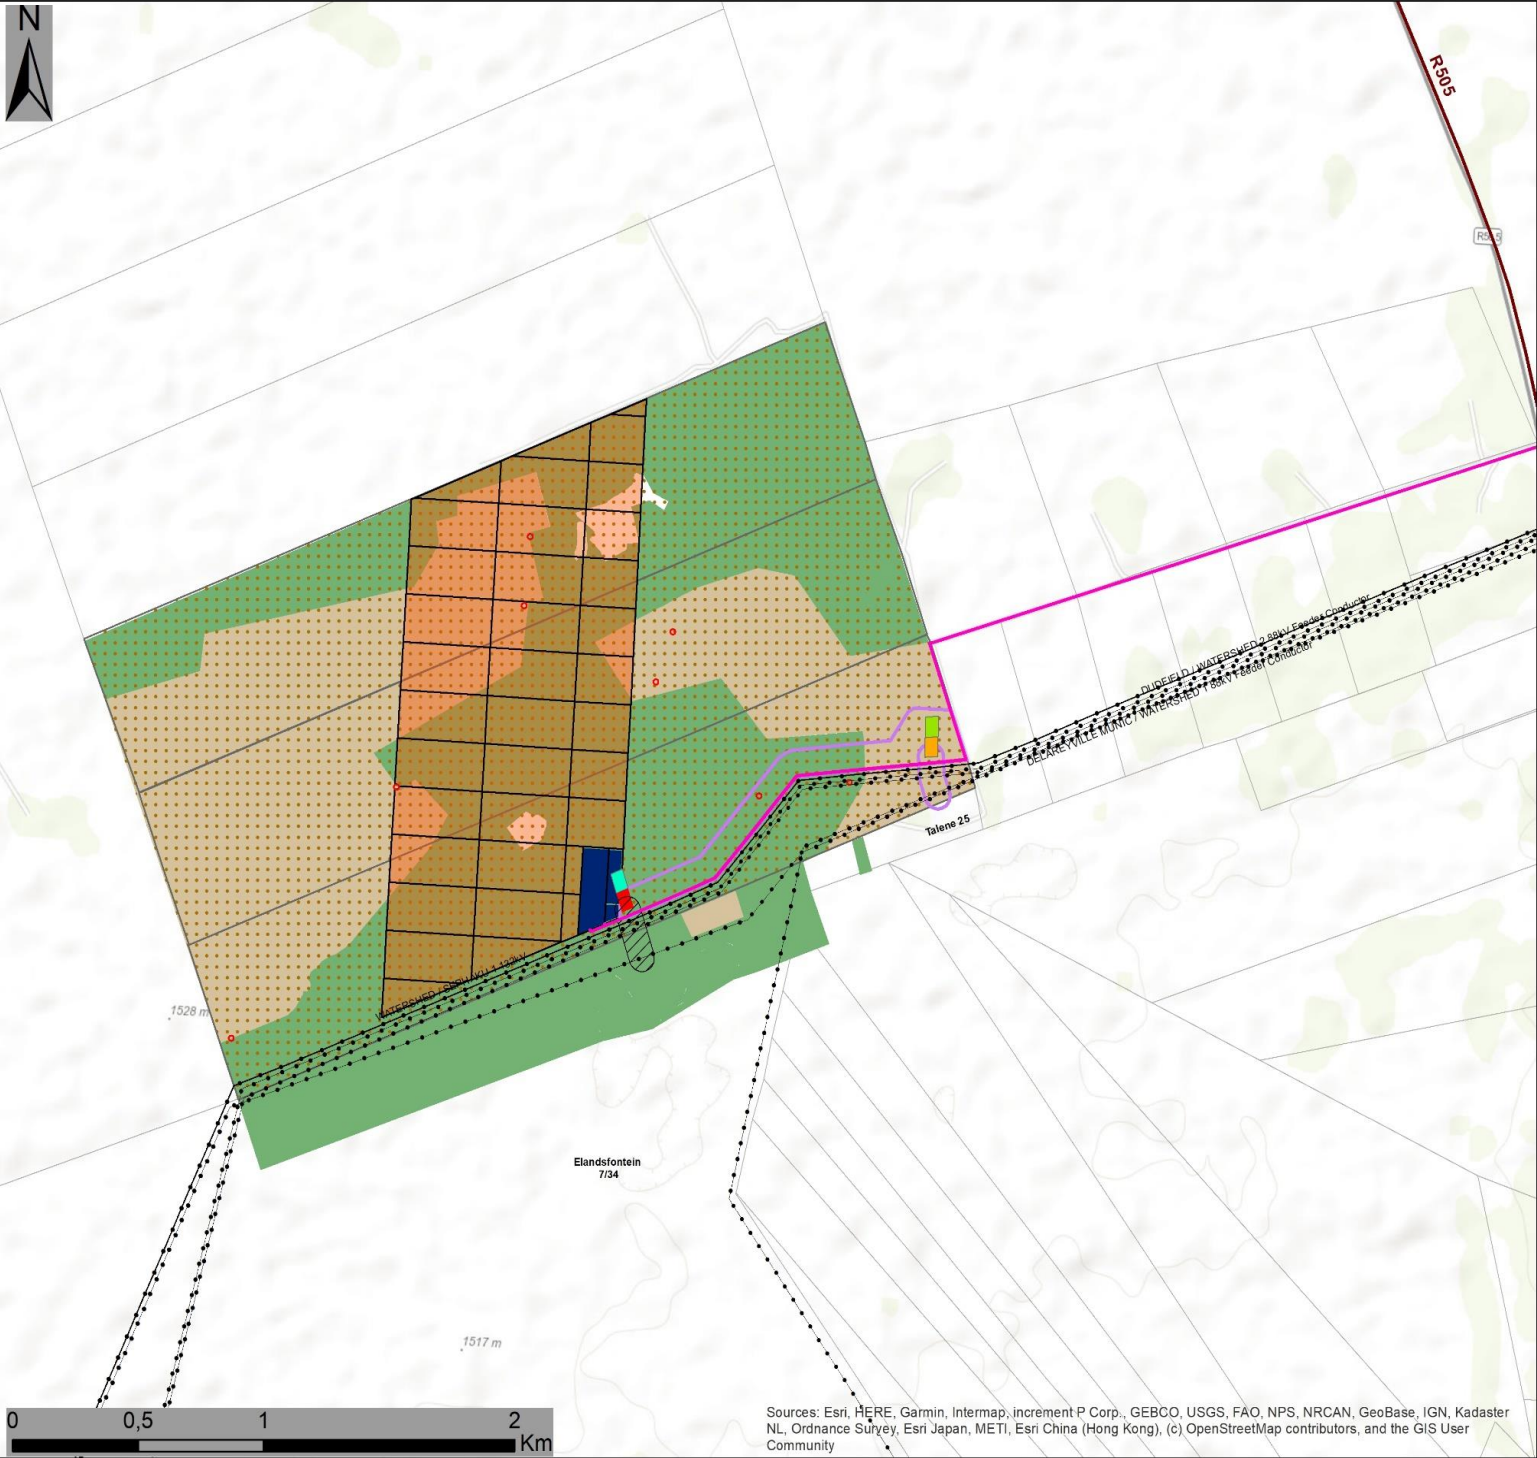 N
R505
DUDFIELD / WATERSHED 2 88kV Feeder Conductor
DELAREYVILLE MUNIC / WATERSHED 1 88kV Feeder Conductor
Talene 25
WATERSHED / 1 132kV
1528 m
Elandsfontein
7/34
1517 m
0 0,5 1 2
Km
Sources: Esri, HERE, Garmin, Intermap, increment P Corp., GEBCO, USGS, FAO, NPS, NRCAN, GeoBase, IGN, Kadaster
NL, Ordnance Survey, Esri Japan, METI, Esri China (Hong Kong), (c) OpenStreetMap contributors, and the GIS User
Community